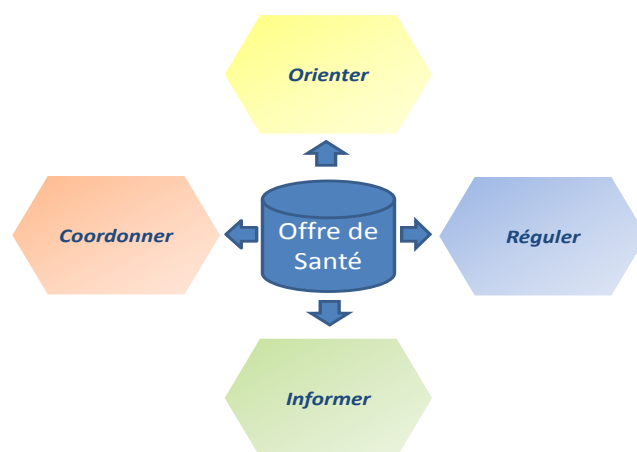 Orienter
Coordonner
Offre de
Santé
Réguler
Informer